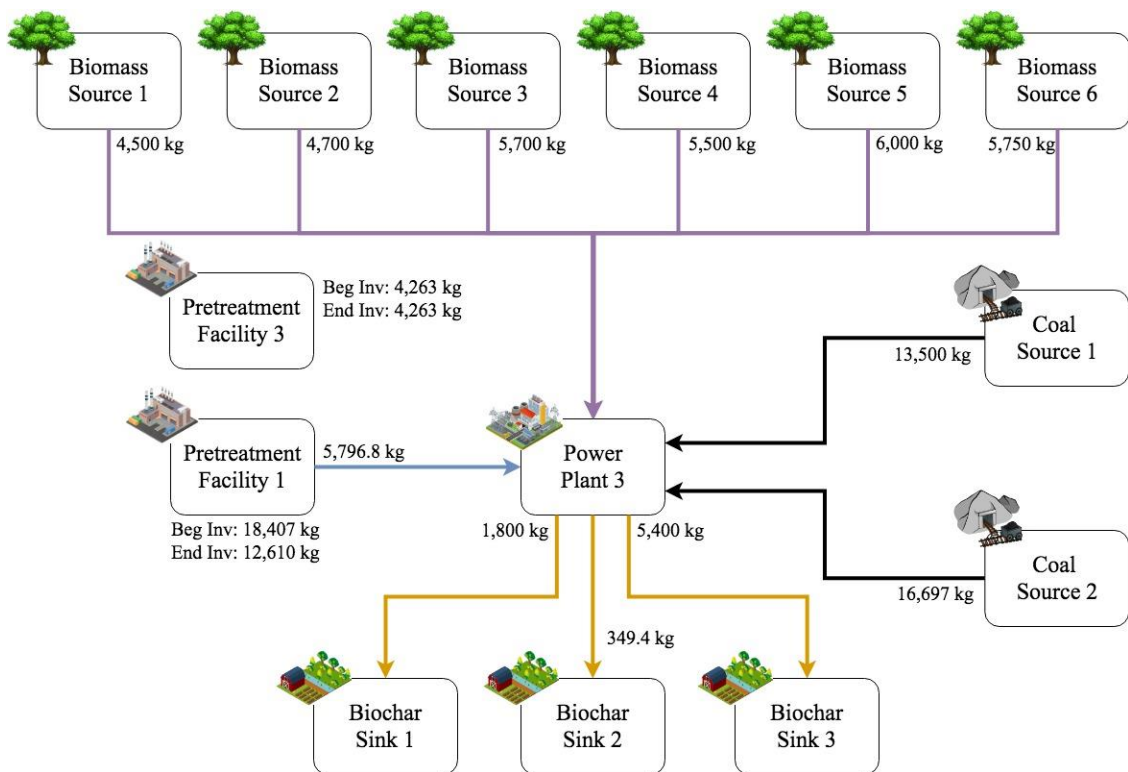 Biomass
Source 1
Biomass
Source 2
Biomass
Source 3
Biomass
Source 4
Biomass
Source 5
Biomass
Source 6
4,500 kg
4,700 kg
5,700 kg
5,500 kg
6,000 kg
5,750 kg
Pretreatment
Facility 3
Beg Inv: 4,263 kg
End Inv: 4,263 kg
Coal
Source 1
13,500 kg
Pretreatment
Facility 1
5,796.8 kg
Beg Inv: 18,407 kg
End Inv: 12,610 kg
Power
Plant 3
1,800 kg
5,400 kg
Coal
Source 2
16,697 kg
349.4 kg
Biochar
Sink 1
Biochar
Sink 2
Biochar
Sink 3